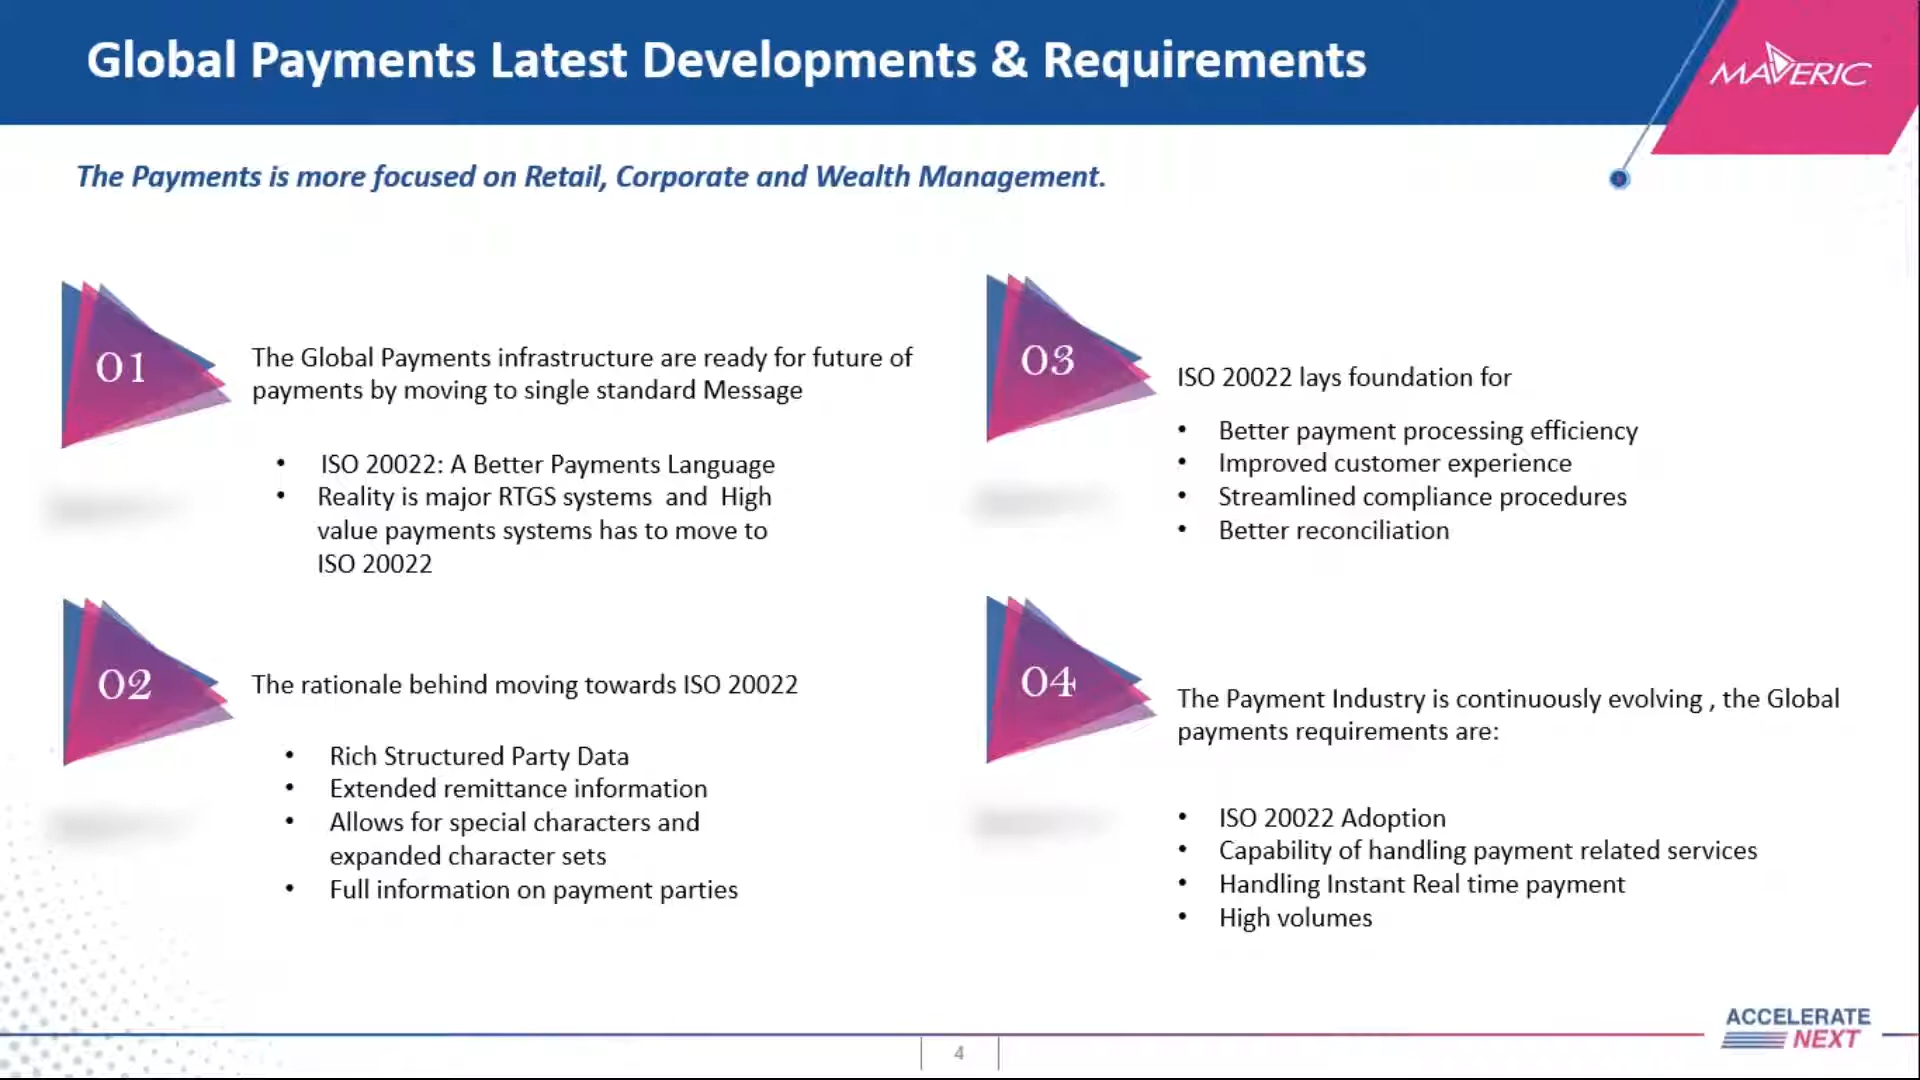 Global Payments Latest Developments & Requirements
MAVERIC
The Payments is more focused on Retail, Corporate and Wealth Management.
01
The Global Payments infrastructure are ready for future of
payments by moving to single standard Message
• ISO 20022: A Better Payments Language
• Reality is major RTGS systems and High
value payments systems has to move to
ISO 20022
02
The rationale behind moving towards ISO 20022
• Rich Structured Party Data
• Extended remittance information
• Allows for special characters and
expanded character sets
• Full information on payment parties
03
ISO 20022 lays foundation for
• Better payment processing efficiency
• Improved customer experience
• Streamlined compliance procedures
• Better reconciliation
04
The Payment Industry is continuously evolving , the Global
payments requirements are:
• ISO 20022 Adoption
• Capability of handling payment related services
• Handling Instant Real time payment
• High volumes
4
ACCELERATE
NEXT